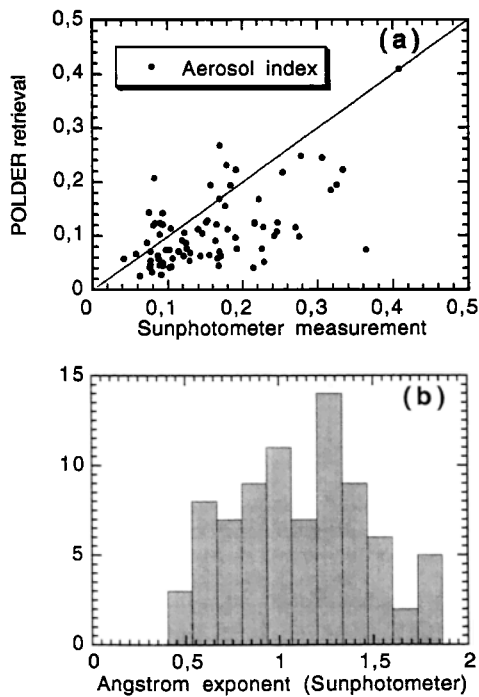 0,5
(a)
Aerosol index
0,4
0,3
0,2
0,1
0
POLDER retrieval
0 0,1 0,2 0,3 0,4 0,5
Sunphotometer measurement
15
(b)
10
5
0
0 0,5 1 1,5 2
Angstrom exponent (Sunphotometer)